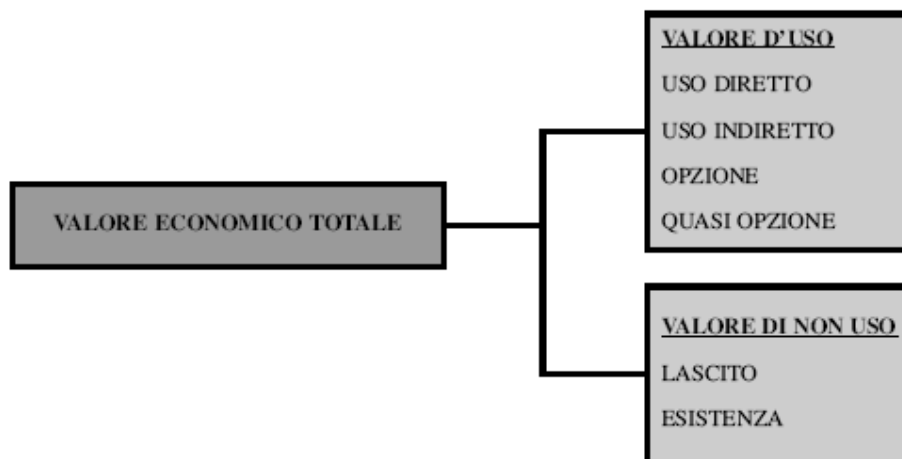 VALORE ECONOMICO TOTALE
VALORE D'USO
USO DIRETTO
USO INDIRETTO
OPZIONE
QUASI OPZIONE
VALORE DI NON USO
LASCITO
ESISTENZA